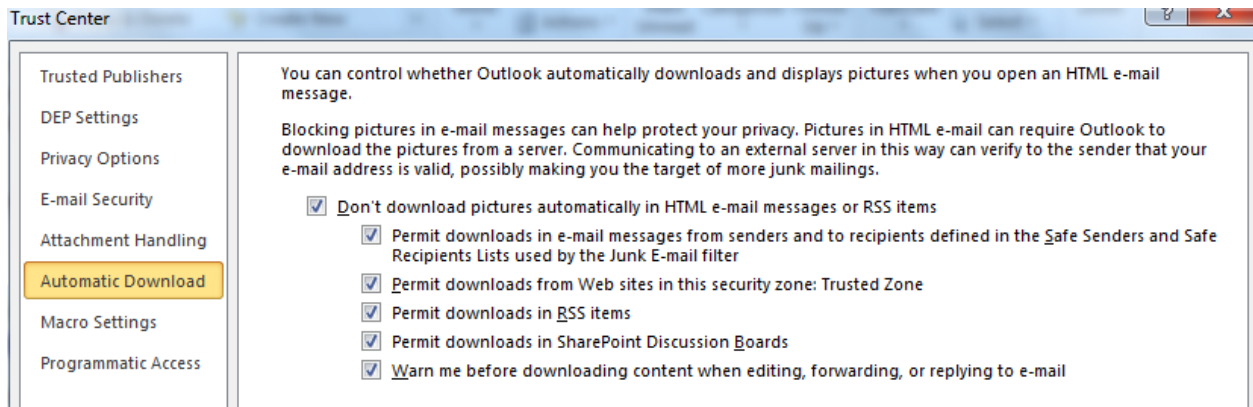 Trust Center
?
Trusted Publishers
DEP Settings
Privacy Options
E-mail Security
Attachment Handling
Automatic Download
Macro Settings
Programmatic Access
You can control whether Outlook automatically downloads and displays pictures when you open an HTML e-mail
message.
Blocking pictures in e-mail messages can help protect your privacy. Pictures in HTML e-mail can require Outlook to
download the pictures from a server. Communicating to an external server in this way can verify to the sender that your
e-mail address is valid, possibly making you the target of more junk mailings.
Don't download pictures automatically in HTML e-mail messages or RSS items
Permit downloads in e-mail messages from senders and to recipients defined in the Safe Senders and Safe
Recipients Lists used by the Junk E-mail filter
Permit downloads from Web sites in this security zone: Trusted Zone
Permit downloads in RSS items
Permit downloads in SharePoint Discussion Boards
Warn me before downloading content when editing, forwarding, or replying to e-mail